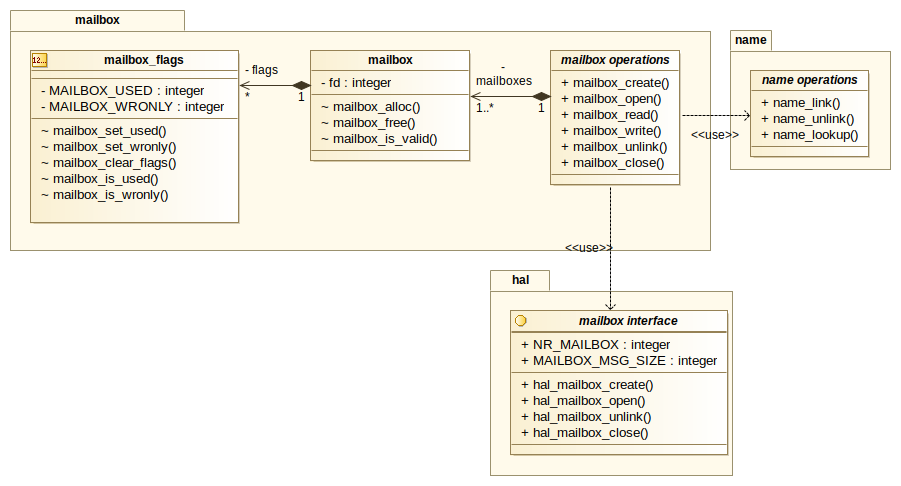 mailbox
12...
mailbox_flags
- MAILBOX_USED : integer
- MAILBOX_WRONLY : integer
~ mailbox_set_used()
~ mailbox_set_wronly()
~ mailbox_clear_flags()
~ mailbox_is_used()
~ mailbox_is_wronly()
- flags
*
1
mailbox
- fd : integer
~ mailbox_alloc()
~ mailbox_free()
~ mailbox_is_valid()
-
mailboxes
1..*
1
mailbox operations
+ mailbox_create()
+ mailbox_open()
+ mailbox_read()
+ mailbox_write()
+ mailbox_unlink()
+ mailbox_close()
<<use>>
name
name operations
+ name_link()
+ name_unlink()
+ name_lookup()
<<use>>
hal
mailbox interface
+ NR_MAILBOX : integer
+ MAILBOX_MSG_SIZE : integer
+ hal_mailbox_create()
+ hal_mailbox_open()
+ hal_mailbox_unlink()
+ hal_mailbox_close()